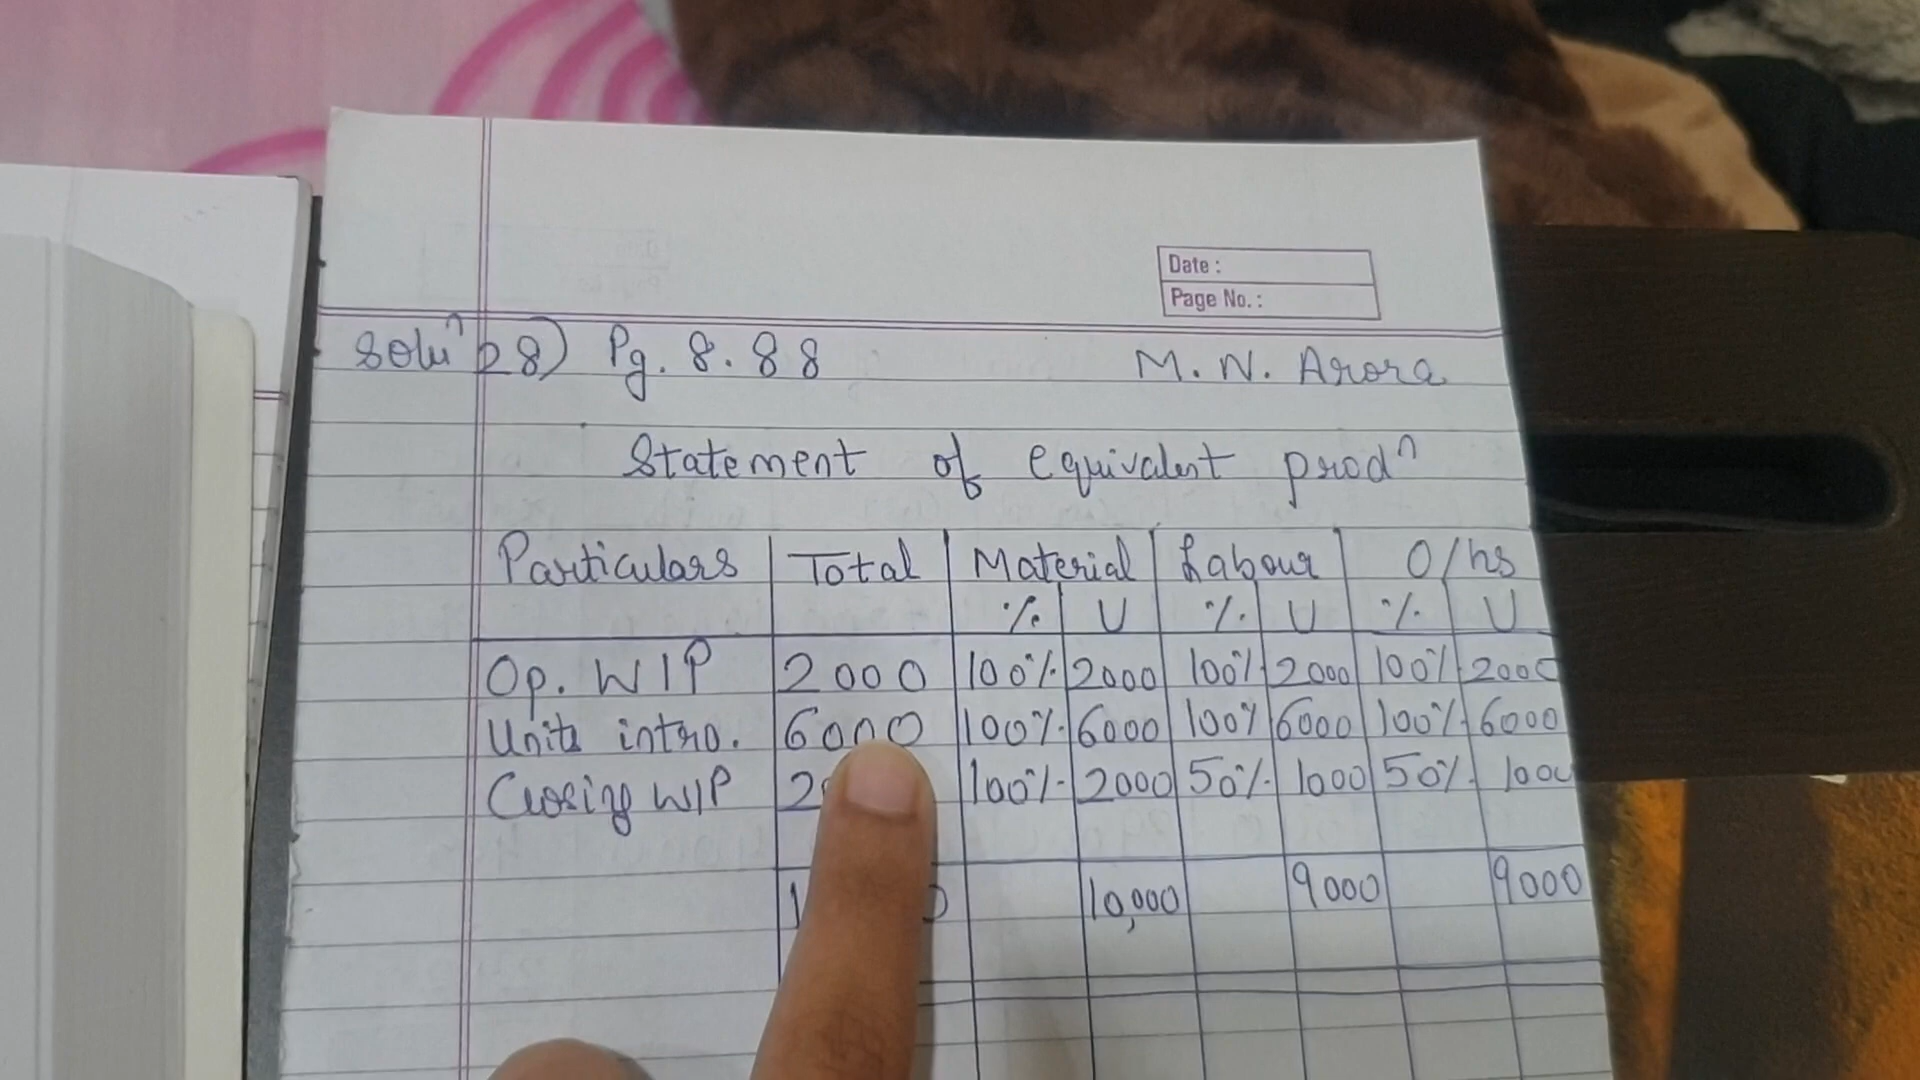 Date :
Page No. :
Soluⁿ 28) Pg. 8.88 M. N. Arora
Statement of equivalent prodⁿ
Particulars Total Material Labour O/hs
% U % U % U
Op. WIP 2000 100% 2000 100% 2000 100% 2000
Units intro. 6000 100% 6000 100% 6000 100% 6000
Closing WIP 100% 2000 50% 1000 50% 1000
10,000 9000 9000